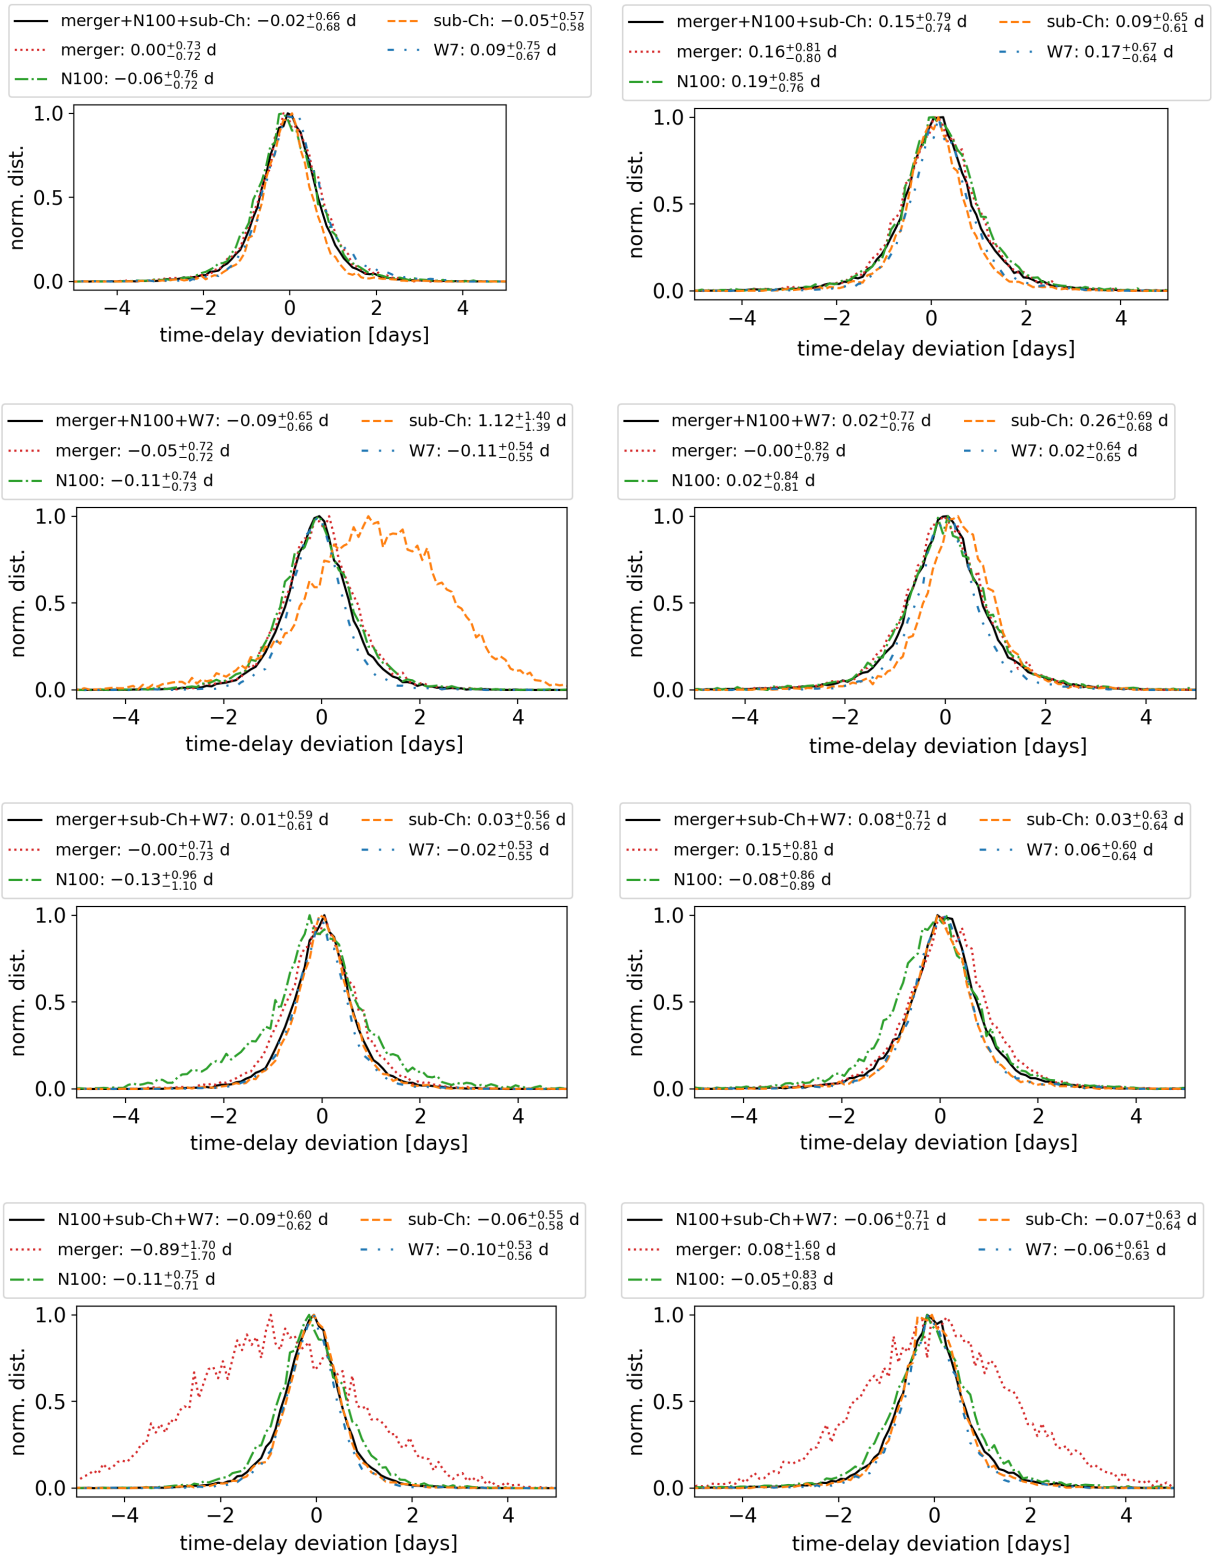 merger+N100+sub-Ch: −0.02 +0.66 −0.68 d
sub-Ch: −0.05 +0.57 −0.58 d
merger: 0.00 +0.73 −0.72 d
W7: 0.09 +0.75 −0.67 d
N100: −0.06 +0.76 −0.72 d
1.0
0.5
0.0
norm. dist.
−4 −2 0 2 4
time-delay deviation [days]
merger+N100+sub-Ch: 0.15 +0.79 −0.74 d
sub-Ch: 0.09 +0.65 −0.61 d
merger: 0.16 +0.81 −0.80 d
W7: 0.17 +0.67 −0.64 d
N100: 0.19 +0.85 −0.76 d
1.0
0.5
0.0
norm. dist.
−4 −2 0 2 4
time-delay deviation [days]
merger+N100+W7: −0.09 +0.65 −0.66 d
sub-Ch: 1.12 +1.40 −1.39 d
merger: −0.05 +0.72 −0.72 d
W7: −0.11 +0.54 −0.55 d
N100: −0.11 +0.74 −0.73 d
1.0
0.5
0.0
norm. dist.
−4 −2 0 2 4
time-delay deviation [days]
merger+N100+W7: 0.02 +0.77 −0.76 d
sub-Ch: 0.26 +0.69 −0.68 d
merger: −0.00 +0.82 −0.79 d
W7: 0.02 +0.64 −0.65 d
N100: 0.02 +0.84 −0.81 d
1.0
0.5
0.0
norm. dist.
−4 −2 0 2 4
time-delay deviation [days]
merger+sub-Ch+W7: 0.01 +0.59 −0.61 d
sub-Ch: 0.03 +0.56 −0.56 d
merger: −0.00 +0.71 −0.73 d
W7: −0.02 +0.53 −0.55 d
N100: −0.13 +0.96 −1.10 d
1.0
0.5
0.0
norm. dist.
−4 −2 0 2 4
time-delay deviation [days]
merger+sub-Ch+W7: 0.08 +0.71 −0.72 d
sub-Ch: 0.03 +0.63 −0.64 d
merger: 0.15 +0.81 −0.80 d
W7: 0.06 +0.60 −0.64 d
N100: −0.08 +0.86 −0.89 d
1.0
0.5
0.0
norm. dist.
−4 −2 0 2 4
time-delay deviation [days]
N100+sub-Ch+W7: −0.09 +0.60 −0.62 d
sub-Ch: −0.06 +0.55 −0.58 d
merger: −0.89 +1.70 −1.70 d
W7: −0.10 +0.53 −0.56 d
N100: −0.11 +0.75 −0.71 d
1.0
0.5
0.0
norm. dist.
−4 −2 0 2 4
time-delay deviation [days]
N100+sub-Ch+W7: −0.06 +0.71 −0.71 d
sub-Ch: −0.07 +0.63 −0.64 d
merger: 0.08 +1.60 −1.58 d
W7: −0.06 +0.61 −0.63 d
N100: −0.05 +0.83 −0.83 d
1.0
0.5
0.0
norm. dist.
−4 −2 0 2 4
time-delay deviation [days]